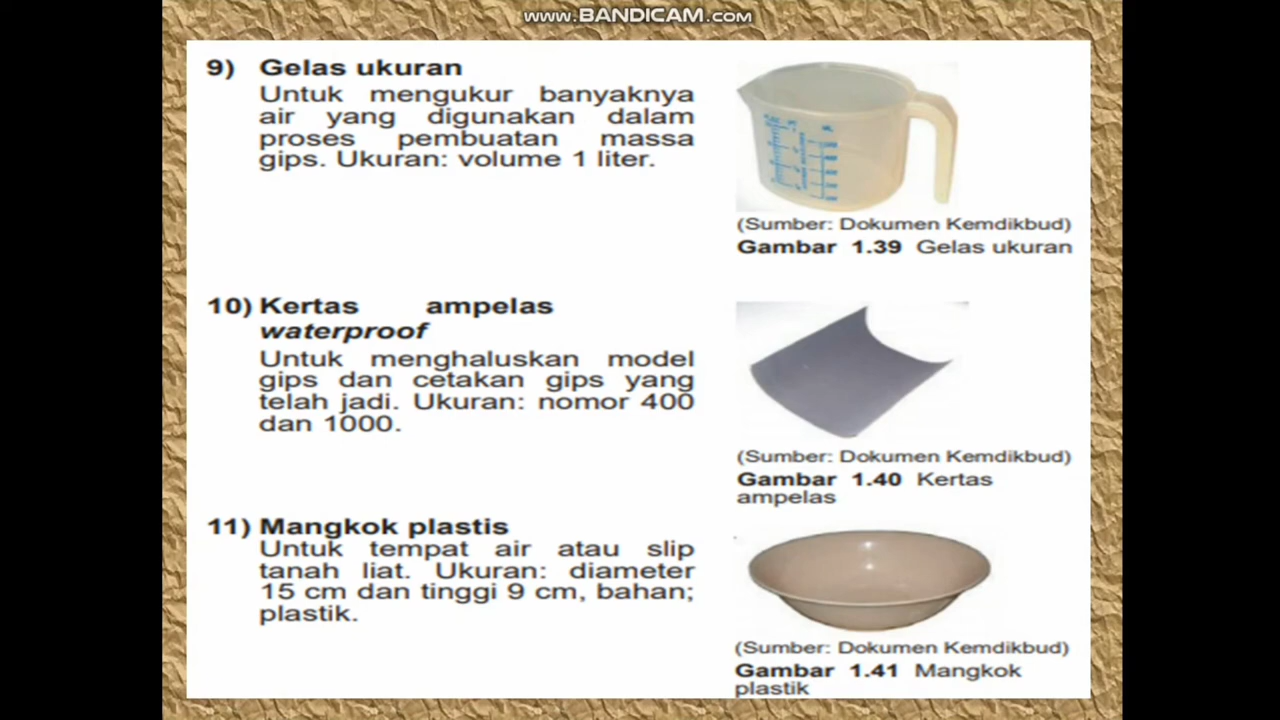 www.BANDICAM.com
9) Gelas ukuran
Untuk mengukur banyaknya
air yang digunakan dalam
proses pembuatan massa
gips. Ukuran: volume 1 liter.
(Sumber: Dokumen Kemdikbud)
Gambar 1.39 Gelas ukuran
10) Kertas ampelas
waterproof
Untuk menghaluskan model
gips dan cetakan gips yang
telah jadi. Ukuran: nomor 400
dan 1000.
(Sumber: Dokumen Kemdikbud)
Gambar 1.40 Kertas
ampelas
11) Mangkok plastis
Untuk tempat air atau slip
tanah liat. Ukuran: diameter
15 cm dan tinggi 9 cm, bahan;
plastik.
(Sumber: Dokumen Kemdikbud)
Gambar 1.41 Mangkok
plastik